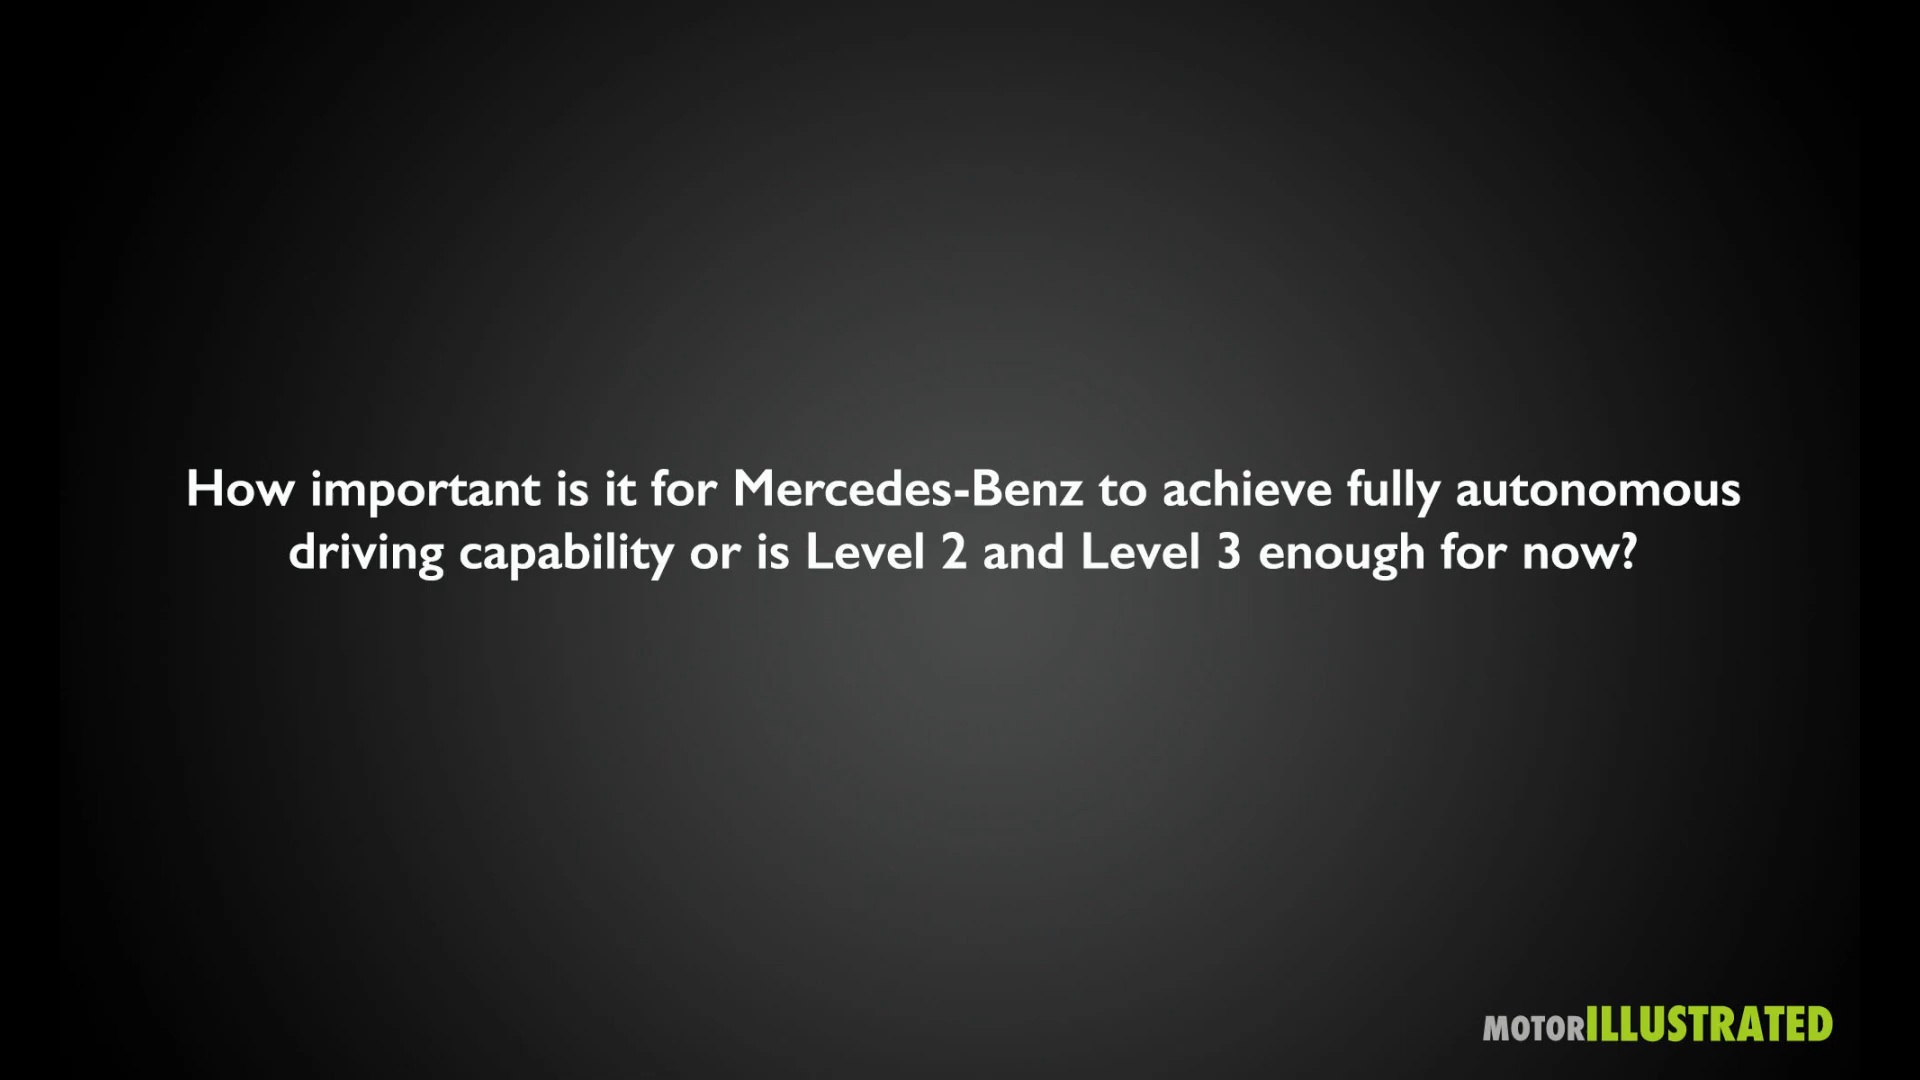 How important is it for Mercedes-Benz to achieve fully autonomous
driving capability or is Level 2 and Level 3 enough for now?
MOTORILLUSTRATED